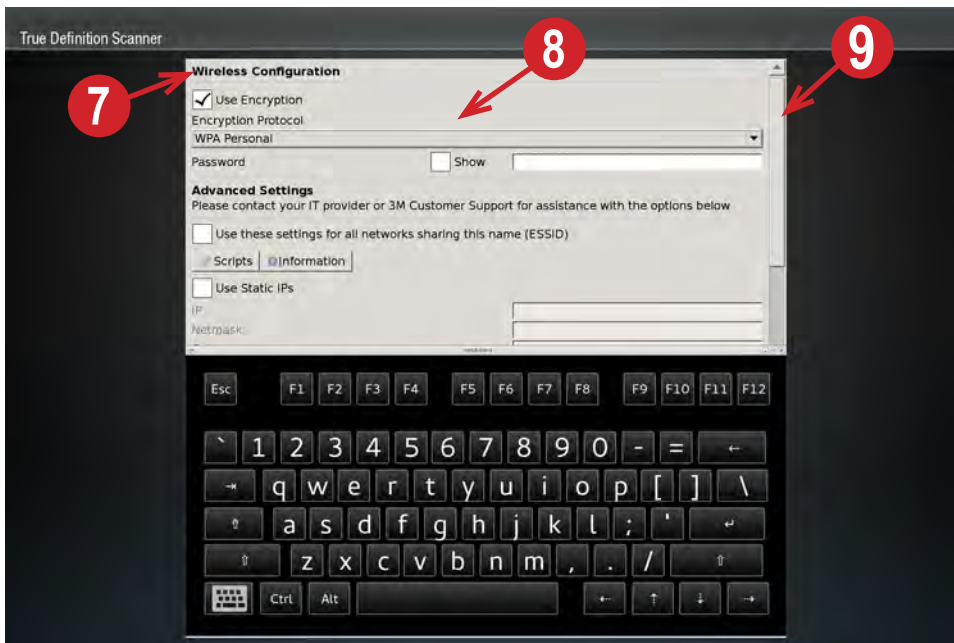 True Definition Scanner
7
8
9
Wireless Configuration
Use Encryption
Encryption Protocol
WPA Personal
Password Show
Advanced Settings
Please contact your IT provider or 3M Customer Support for assistance with the options below
Use these settings for all networks sharing this name (ESSID)
Scripts Information
Use Static IPs
IP
Netmask
Esc F1 F2 F3 F4 F5 F6 F7 F8 F9 F10 F11 F12
` 1 2 3 4 5 6 7 8 9 0 - = ←
⇥ q w e r t y u i o p [ ] \
⇪ a s d f g h j k l ; ' ↵
⇧ z x c v b n m , . / ⇧
Ctrl Alt ← ↑ ↓ →